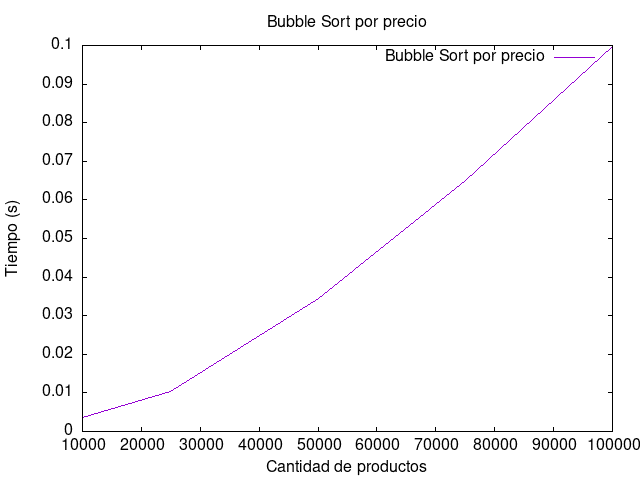 Bubble Sort por precio
Bubble Sort por precio
0.1
0.09
0.08
0.07
0.06
0.05
0.04
0.03
0.02
0.01
0
Tiempo (s)
10000 20000 30000 40000 50000 60000 70000 80000 90000 100000
Cantidad de productos